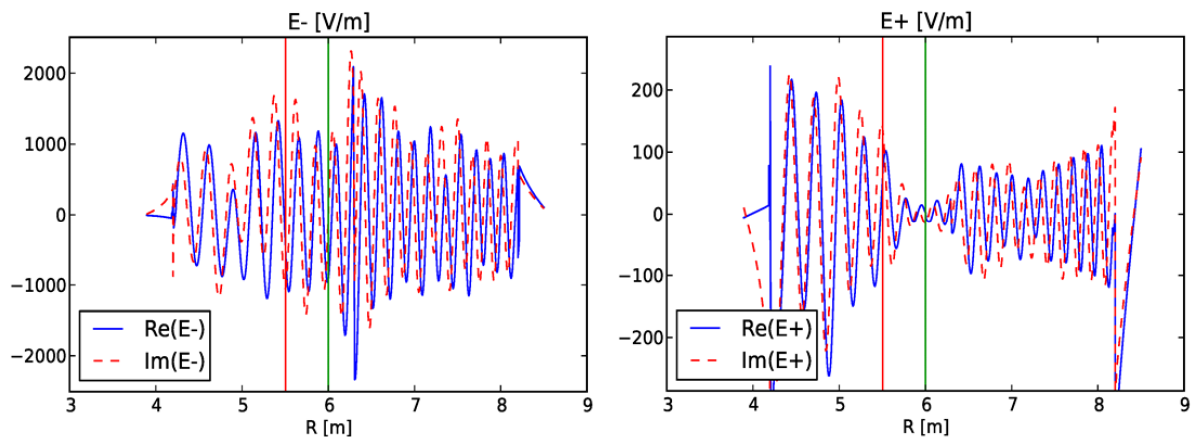 E- [V/m]
2000
1000
0
−1000
−2000
Re(E-)
Im(E-)
3 4 5 6 7 8 9
R [m]
E+ [V/m]
200
100
0
−100
−200
Re(E+)
Im(E+)
3 4 5 6 7 8 9
R [m]